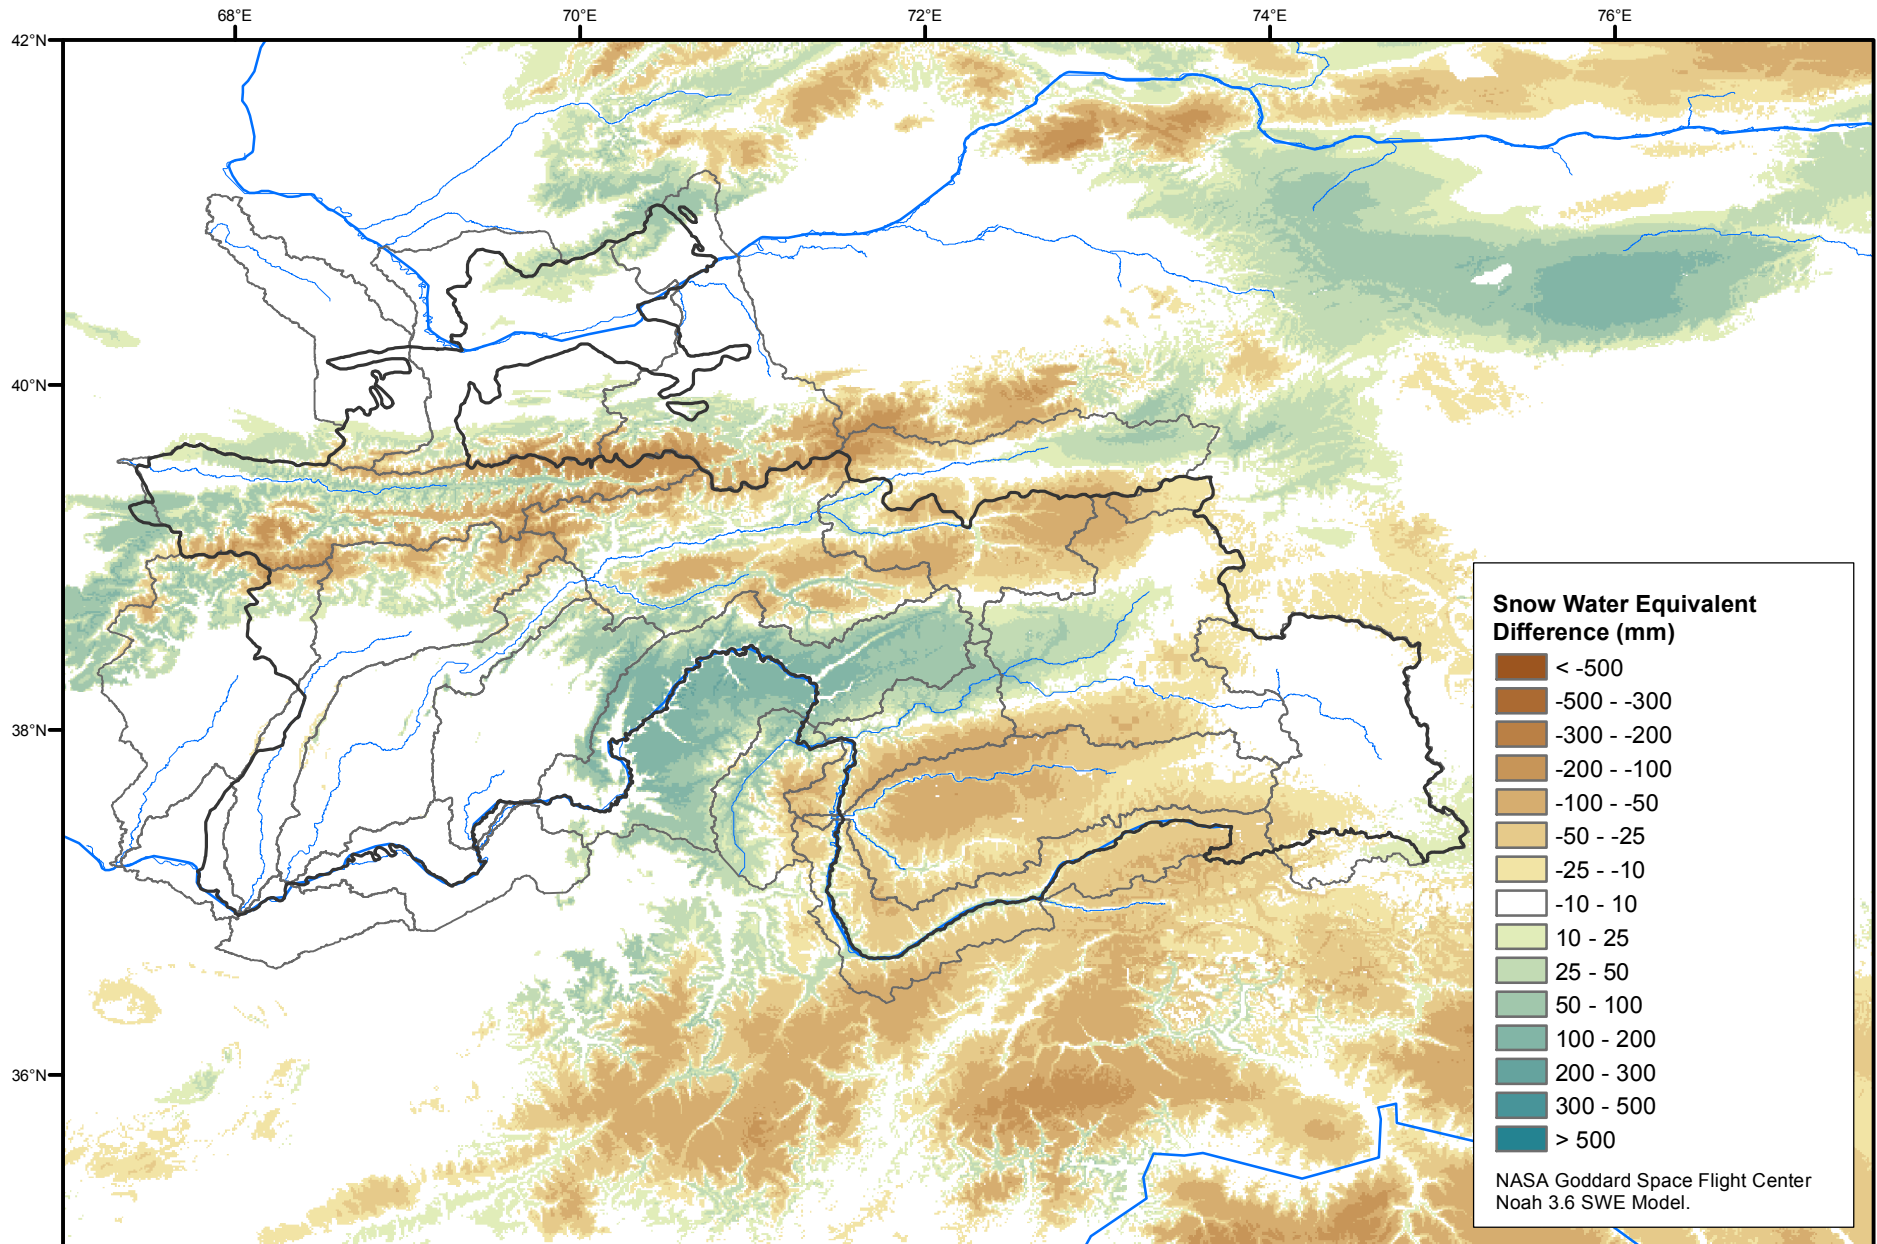 68°E 70°E 72°E 74°E 76°E
42°N
40°N
38°N
36°N
Snow Water Equivalent
Difference (mm)
< -500
-500 - -300
-300 - -200
-200 - -100
-100 - -50
-50 - -25
-25 - -10
-10 - 10
10 - 25
25 - 50
50 - 100
100 - 200
200 - 300
300 - 500
> 500
NASA Goddard Space Flight Center
Noah 3.6 SWE Model.